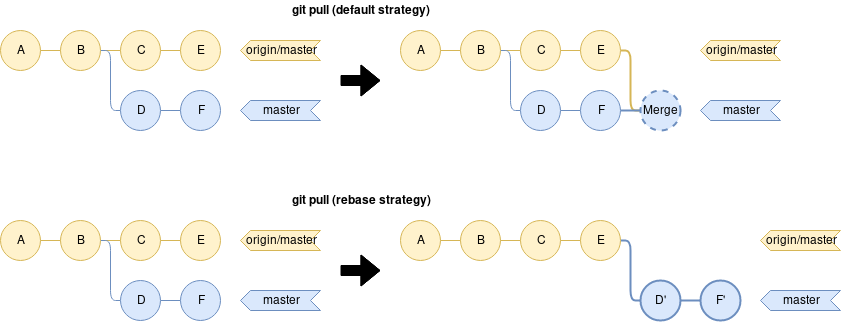 git pull (default strategy)
A B C E origin/master A B C E origin/master
D F master D F Merge master
git pull (rebase strategy)
A B C E origin/master A B C E origin/master
D F master D' F' master